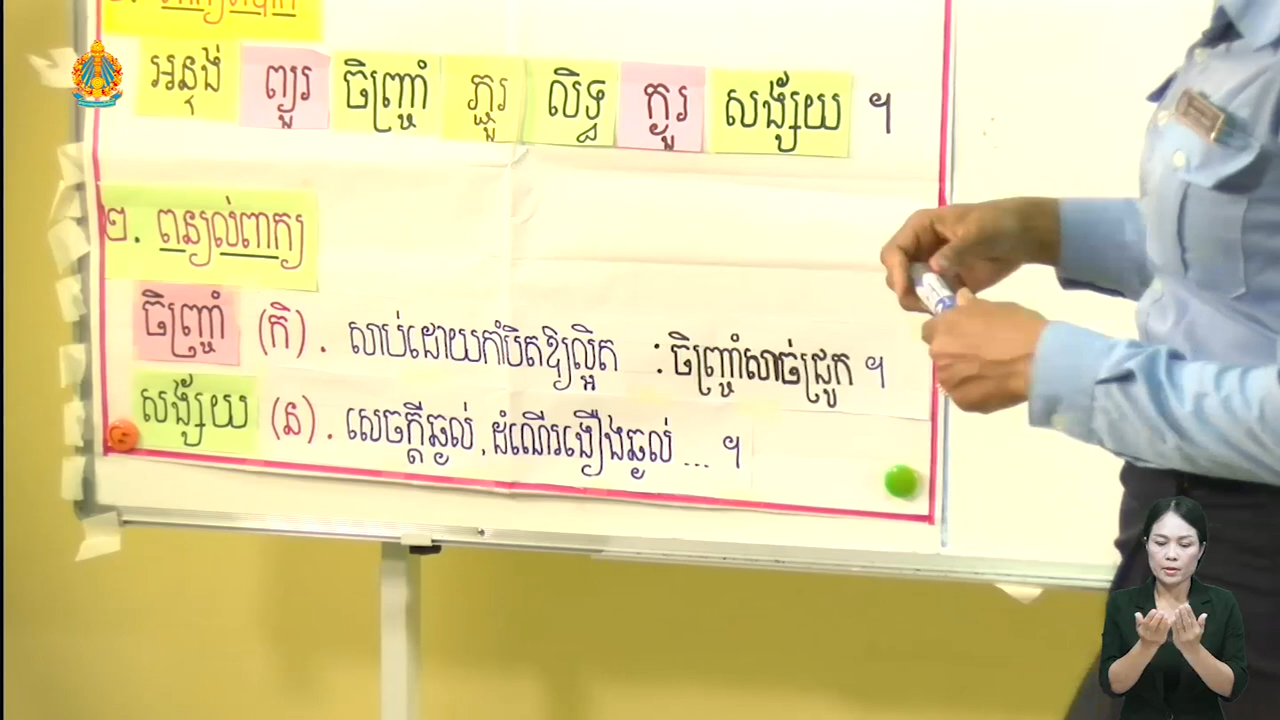 អន្ទង់ ព្យួរ ចិញ្ច្រាំ ភ្ជួរ សិទ្ធ ក្ងួរ សង្ស័យ ។
២. ពន្យល់ពាក្យ
ចិញ្ច្រាំ (កិ). សាប់ដោយកាំបិតឱ្យល្អិត : ចិញ្ច្រាំសាច់ជ្រូក ។
សង្ស័យ (ន). សេចក្ដីឆ្ងល់, ដំណើរងឿងឆ្ងល់ ... ។